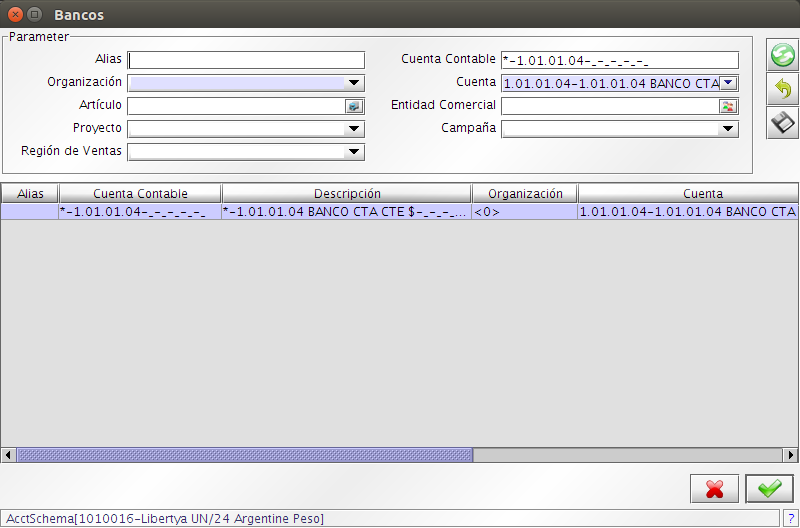 Bancos
Parameter
Alias
Cuenta Contable *-1.01.01.04-_-_-_-_-_
Organización
Cuenta 1.01.01.04-1.01.01.04 BANCO CTA
Artículo
Entidad Comercial
Proyecto
Campaña
Región de Ventas
Alias Cuenta Contable Descripción Organización Cuenta
*-1.01.01.04-_-_-_-_-_ *-1.01.01.04 BANCO CTA CTE $-_-_-_... <0> 1.01.01.04-1.01.01.04 BANCO CTA
AcctSchema[1010016-Libertya UN/24 Argentine Peso] ?